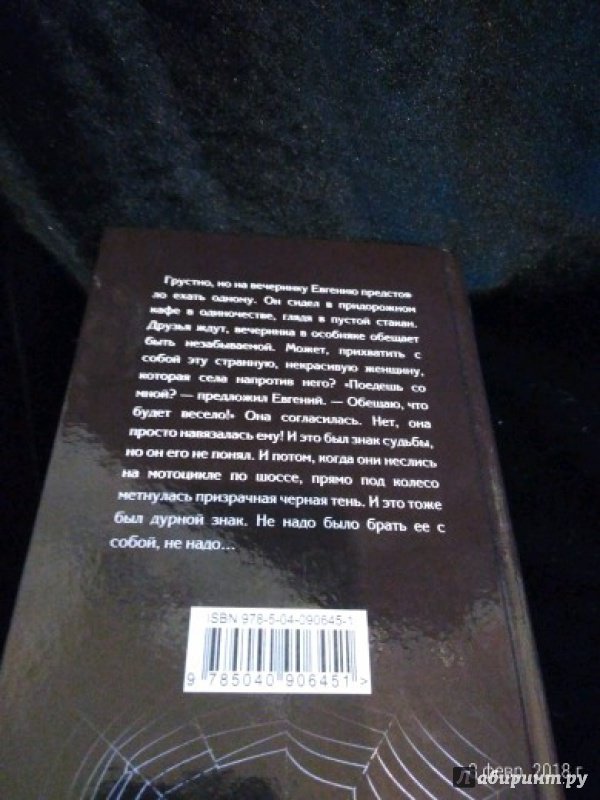 Грустно, но на вечеринку Евгению предстоя-
ло ехать одному. Он сидел в придорожном
кафе в одиночестве, глядя в пустой стакан.
Друзья ждут, вечеринка в особняке обещает
быть незабываемой. Может, прихватить с
собой эту странную, некрасивую женщину,
которая села напротив него? «Поедешь со
мной? — предложил Евгений. — Обещаю, что
будет весело!» Она согласилась. Нет, она
просто навязалась ему! И это был знак судьбы,
но он его не понял. И потом, когда они неслись
на мотоцикле по шоссе, прямо под колесо
метнулась призрачная черная тень. И это тоже
был дурной знак. Не надо было брать ее с
собой, не надо...
ISBN 978-5-04-090645-1
9 785040 906451 >
февр. 2018 г.
Лабиринт.ру